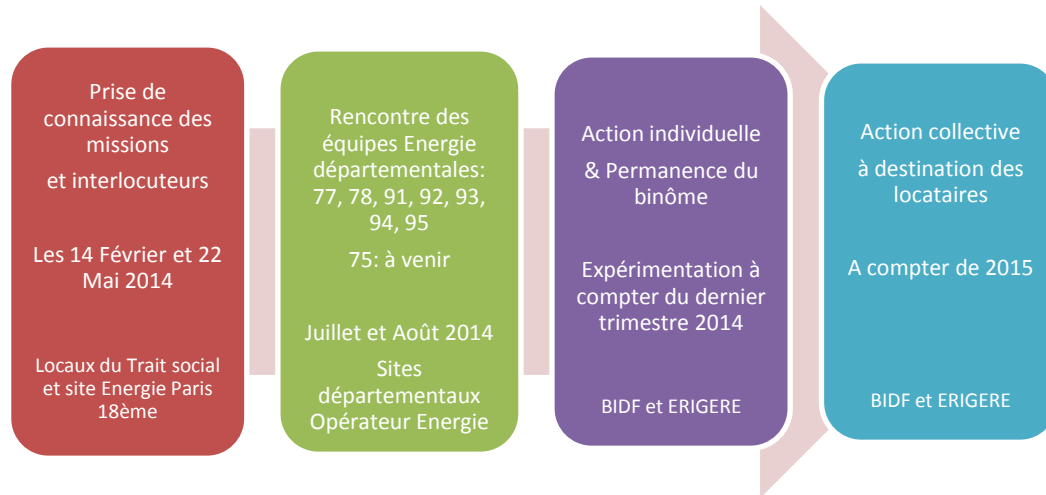 Prise de
connaissance des
missions
et interlocuteurs
Les 14 Février et 22
Mai 2014
Locaux du Trait social
et site Energie Paris
18ème
Rencontre des
équipes Energie
départementales:
77, 78, 91, 92, 93,
94, 95
75: à venir
Juillet et Août 2014
Sites
départementaux
Opérateur Energie
Action individuelle
& Permanence du
binôme
Expérimentation à
compter du dernier
trimestre 2014
BIDF et ERIGERE
Action collective
à destination des
locataires
A compter de 2015
BIDF et ERIGERE